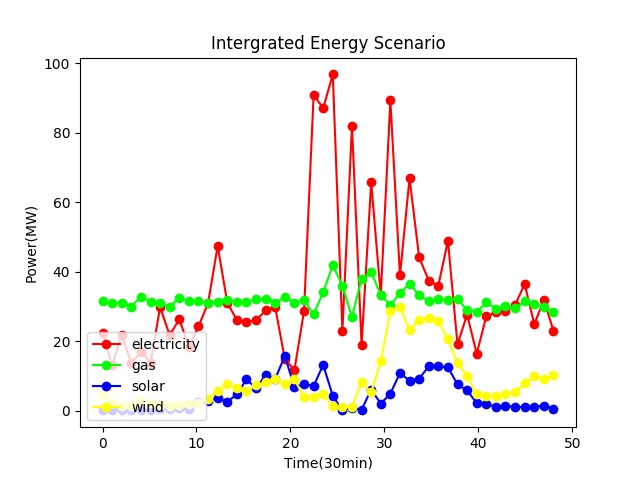 Intergrated Energy Scenario
Power(MW)
100
80
60
40
20
0
electricity
gas
solar
wind
0 10 20 30 40 50
Time(30min)